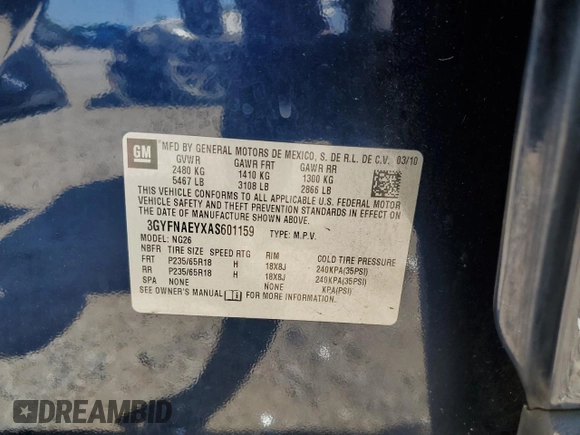 GM
MFD BY GENERAL MOTORS DE MEXICO, S. DE R.L. DE C.V. 03/10
GVWR GAWR FRT GAWR RR
2480 KG 1410 KG 1300 KG
5467 LB 3108 LB 2866 LB
THIS VEHICLE CONFORMS TO ALL APPLICABLE U.S. FEDERAL MOTOR
VEHICLE SAFETY AND THEFT PREVENTION STANDARDS IN EFFECT ON
THE DATE OF MANUFACTURE SHOWN ABOVE.
3GYFNAEYXAS601159 TYPE: M.P.V.
MODEL: NG26
NBFR TIRE SIZE SPEED RTG RIM COLD TIRE PRESSURE
FRT P235/65R18 H 18X8J 240KPA(35PSI)
RR P235/65R18 H 18X8J 240KPA(35PSI)
SPA NONE NONE KPA(PSI)
SEE OWNER'S MANUAL FOR MORE INFORMATION.
DREAMBID